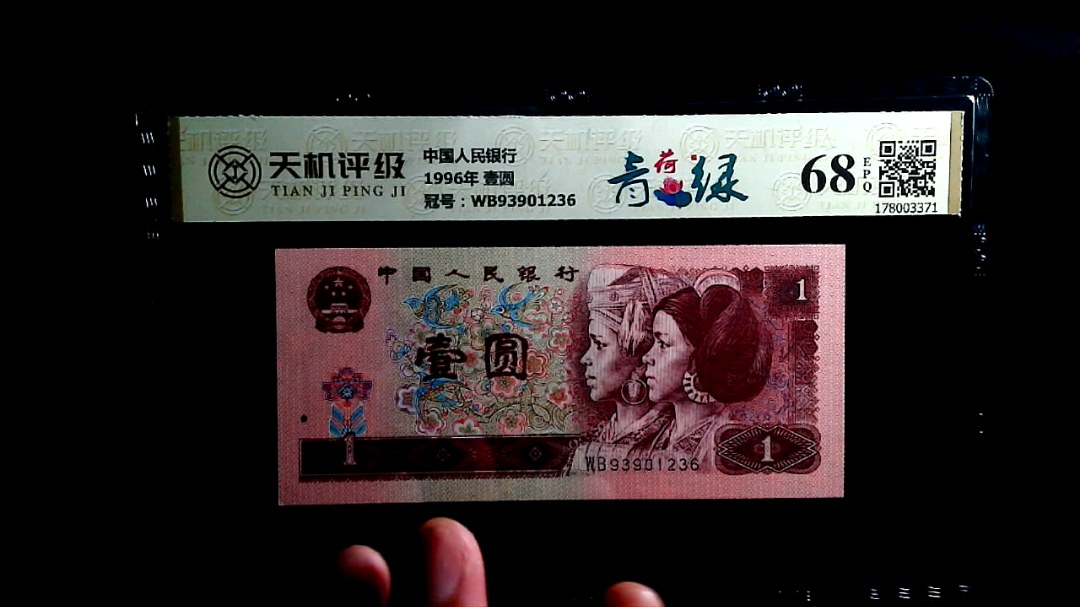 天机评级
TIAN JI PING JI
中国人民银行
1996年 壹圆
冠号：WB93901236
青荷绿
68
EPQ
178003371
中國人民银行
壹圆
1
1
1
WB93901236